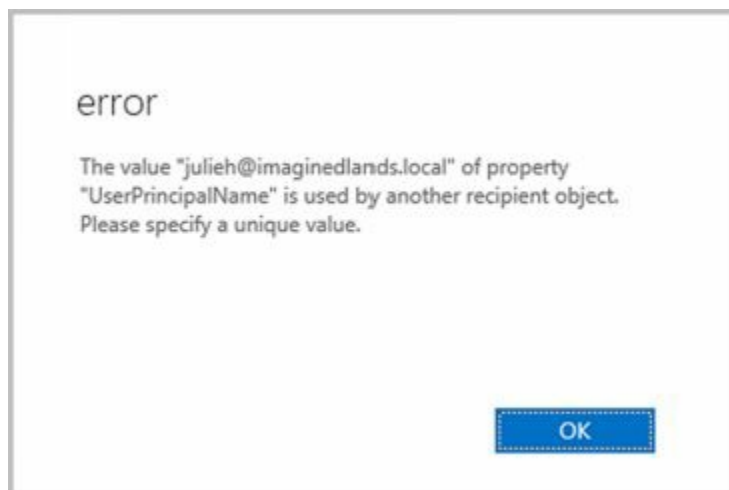 error
The value "julieh@imaginedlands.local" of property
"UserPrincipalName" is used by another recipient object.
Please specify a unique value.
OK